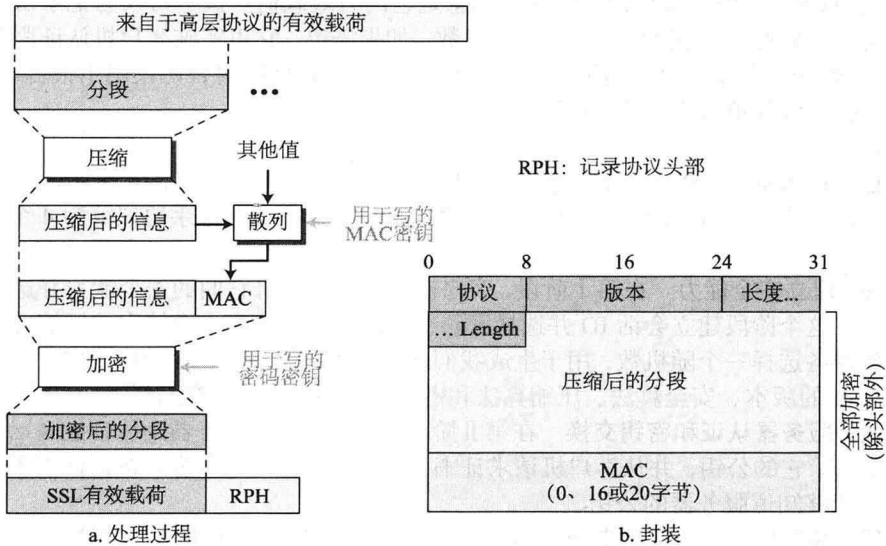 来自于高层协议的有效载荷
分段
•••
压缩
其他值
压缩后的信息
散列
用于写的
MAC密钥
压缩后的信息
MAC
加密
用于写的
密码密钥
加密后的分段
SSL有效载荷
RPH
a. 处理过程
RPH：记录协议头部
0 8 16 24 31
协议
版本
长度...
... Length
压缩后的分段
MAC
（0、16或20字节）
全部加密
（除头部外）
b. 封装